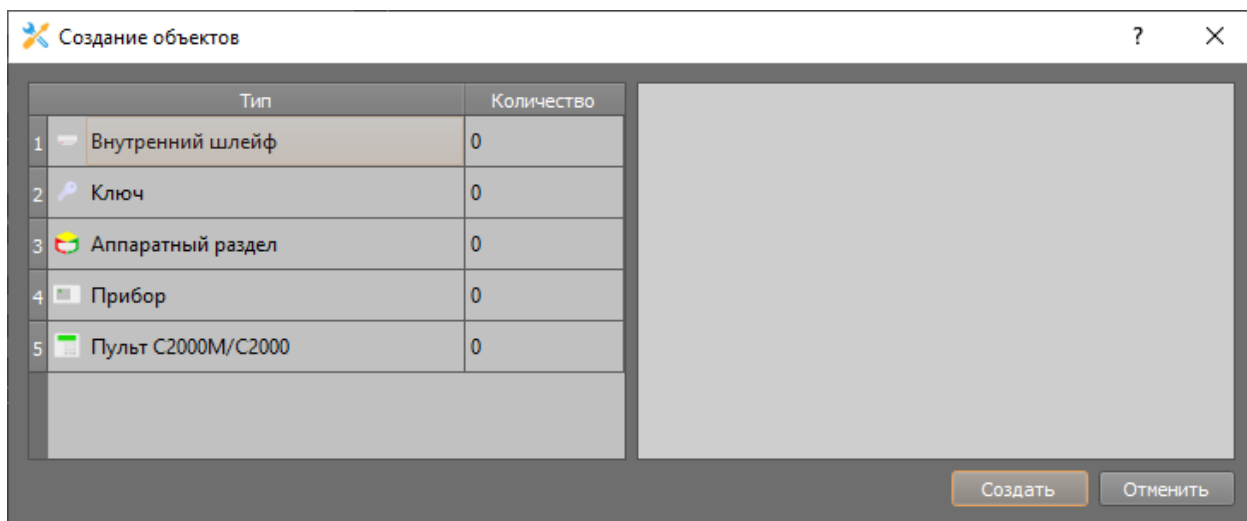 Создание объектов ?
Тип Количество
1 Внутренний шлейф 0
2 Ключ 0
3 Аппаратный раздел 0
4 Прибор 0
5 Пульт С2000М/С2000 0
Создать Отменить